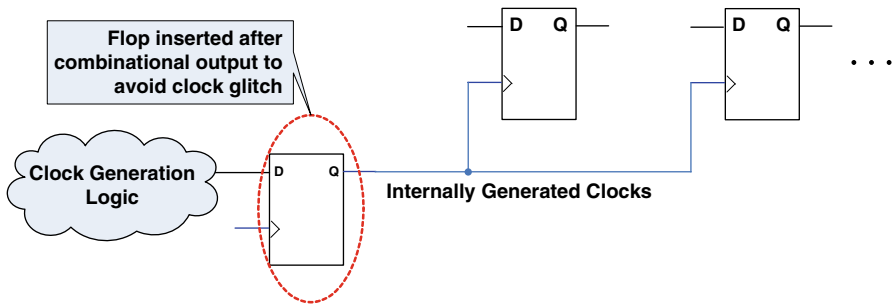 Flop inserted after
combinational output to
avoid clock glitch
D Q
D Q
. . .
Clock Generation
Logic
D Q
Internally Generated Clocks